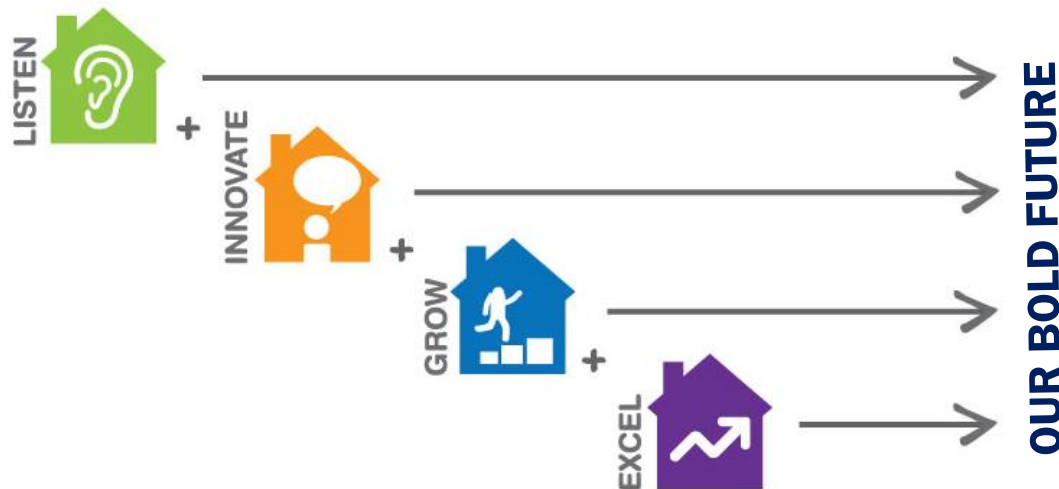 LISTEN
+
INNOVATE
+
GROW
+
EXCEL
OUR BOLD FUTURE